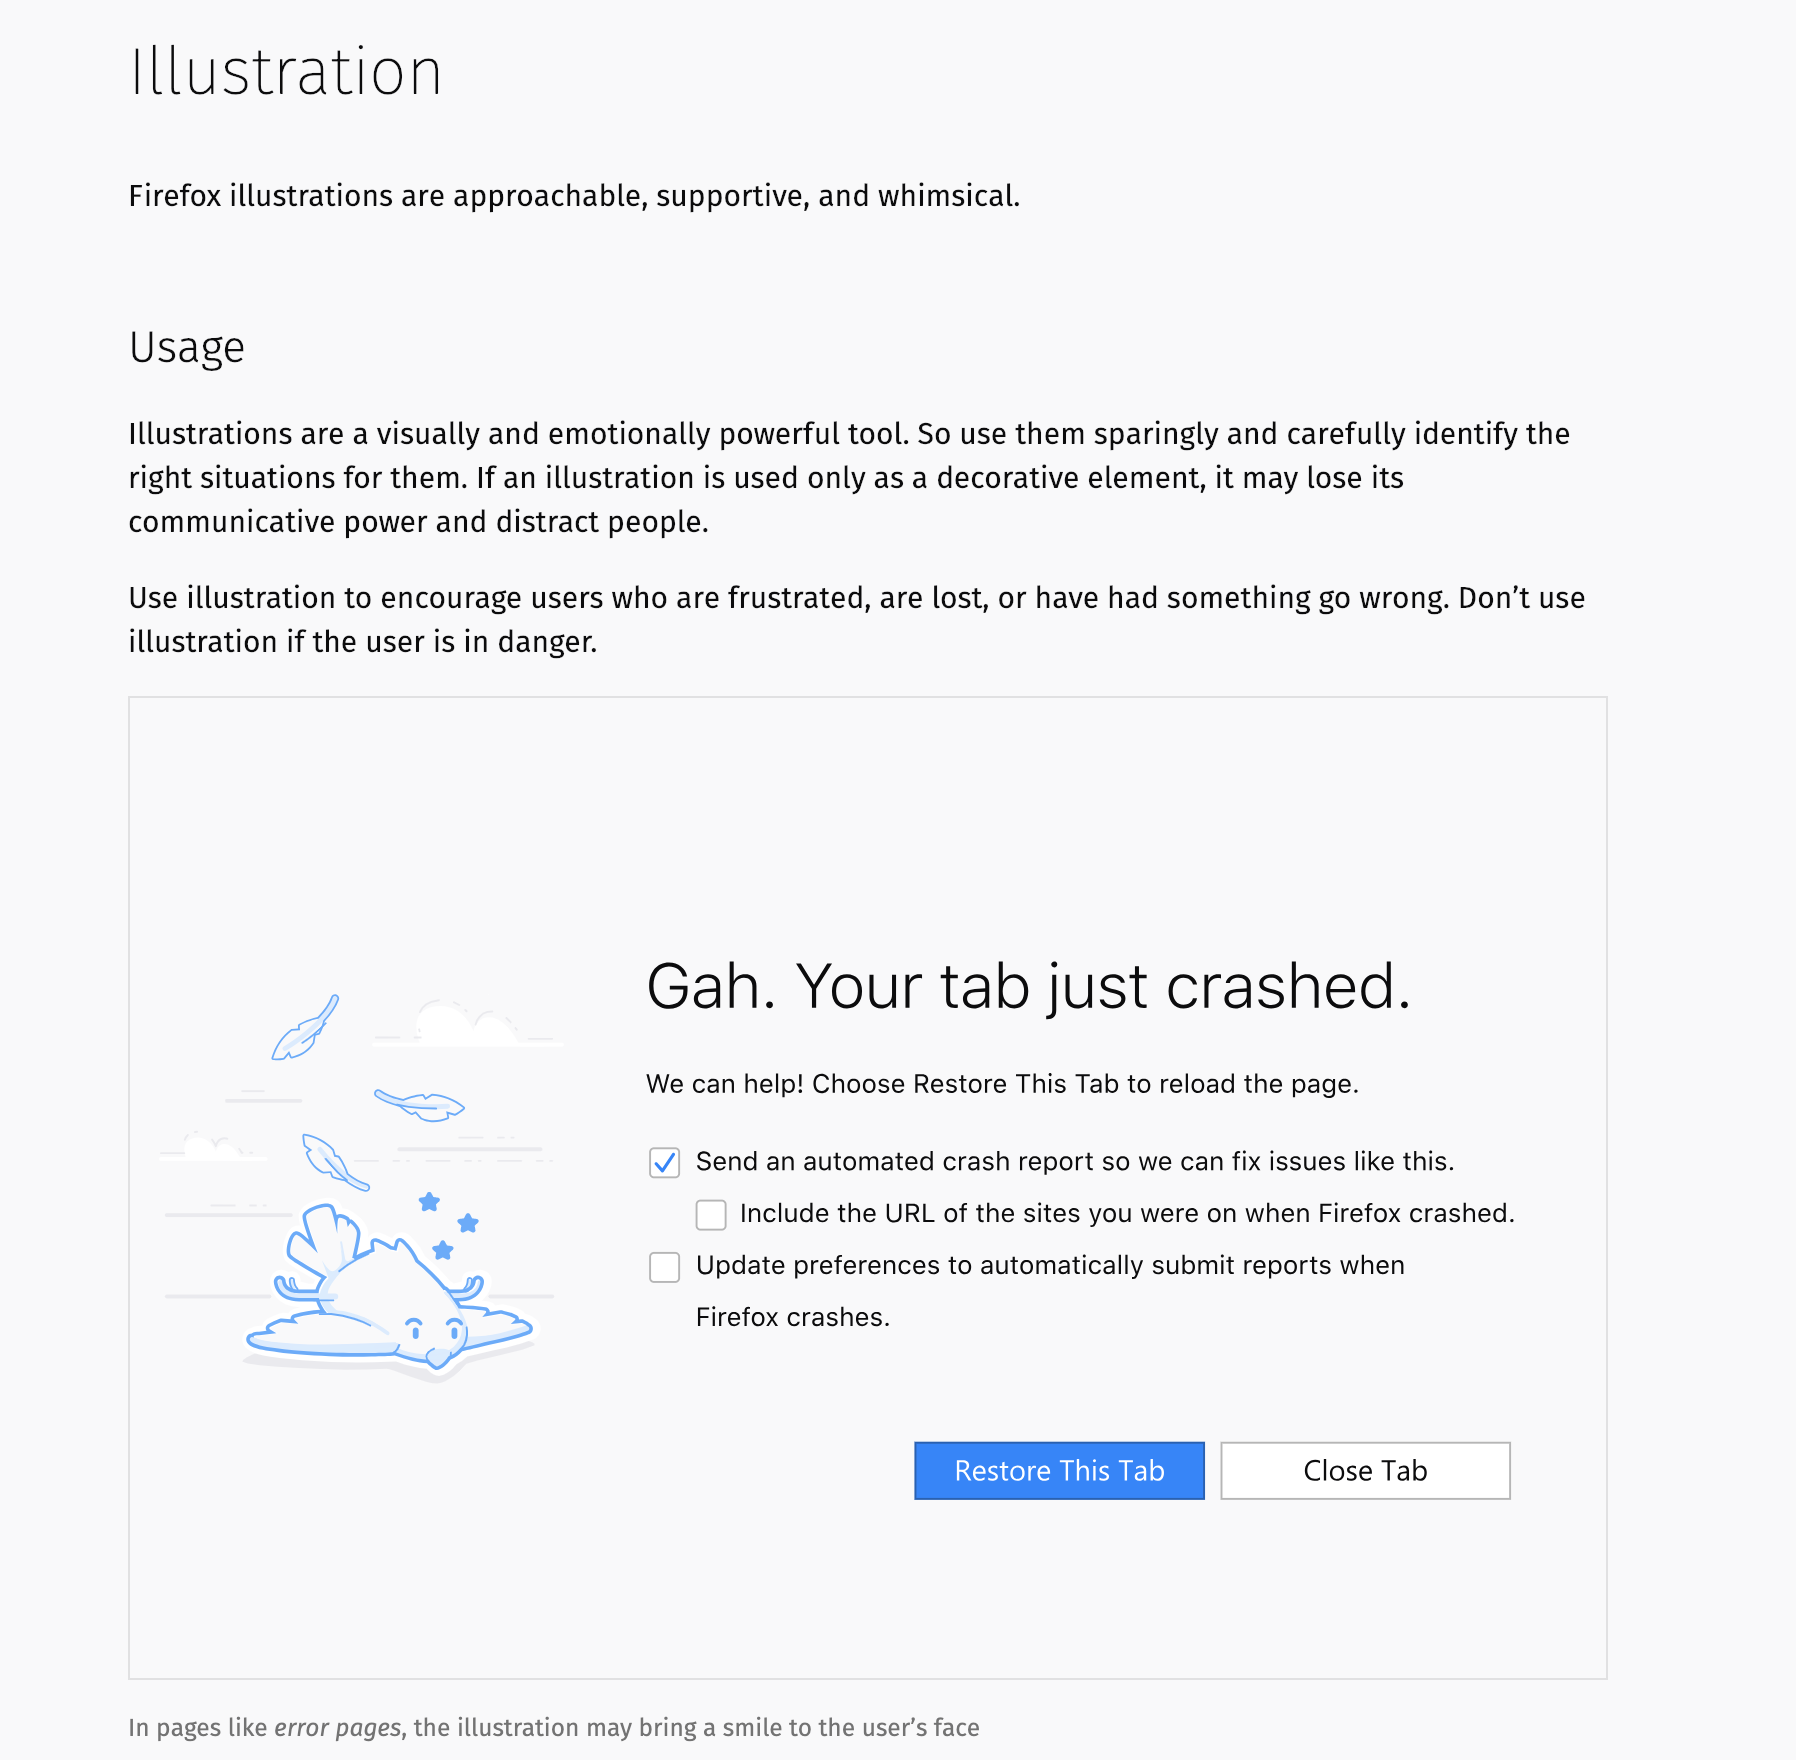 Illustration
Firefox illustrations are approachable, supportive, and whimsical.
Usage
Illustrations are a visually and emotionally powerful tool. So use them sparingly and carefully identify the
right situations for them. If an illustration is used only as a decorative element, it may lose its
communicative power and distract people.
Use illustration to encourage users who are frustrated, are lost, or have had something go wrong. Don’t use
illustration if the user is in danger.
Gah. Your tab just crashed.
We can help! Choose Restore This Tab to reload the page.
Send an automated crash report so we can fix issues like this.
Include the URL of the sites you were on when Firefox crashed.
Update preferences to automatically submit reports when
Firefox crashes.
Restore This Tab
Close Tab
In pages like error pages, the illustration may bring a smile to the user’s face